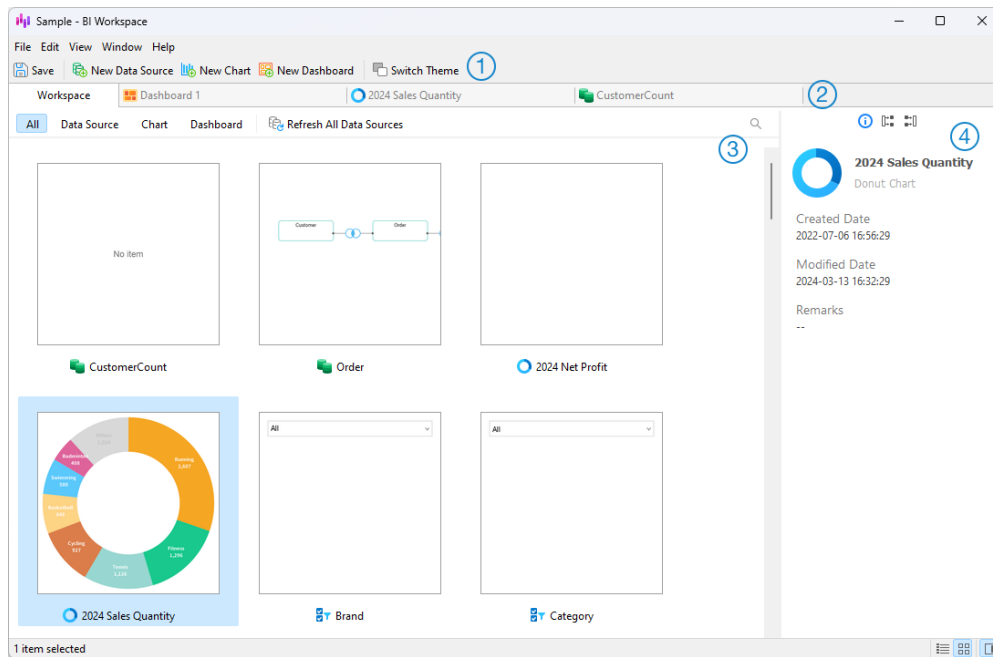 Sample - BI Workspace
File Edit View Window Help
Save New Data Source New Chart New Dashboard Switch Theme 1
Workspace Dashboard 1 2024 Sales Quantity CustomerCount 2
All Data Source Chart Dashboard Refresh All Data Sources
3
4
2024 Sales Quantity
Donut Chart
Created Date
2022-07-06 16:56:29
Modified Date
2024-03-13 16:32:29
Remarks
--
No item
Customer Order
CustomerCount Order 2024 Net Profit
Running
Fitness
1,296
Tennis
Cycling
927
Swimming
Badminton
All All
2024 Sales Quantity Brand Category
1 item selected